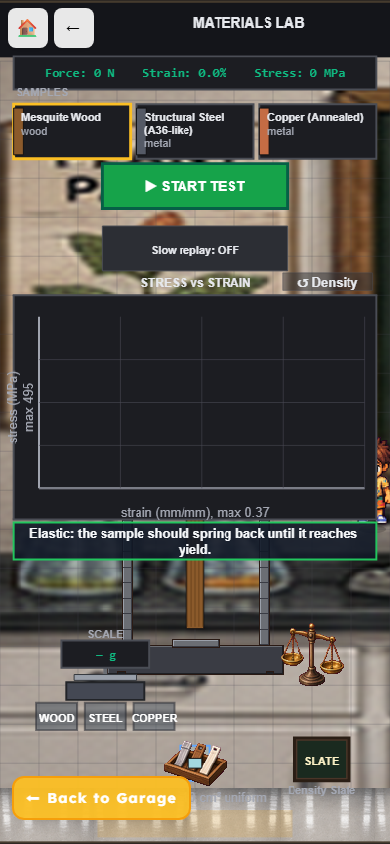 MATERIALS LAB
Force: 0 N Strain: 0.0% Stress: 0 MPa
SAMPLES
Mesquite Wood
wood
Structural Steel
(A36-like)
metal
Copper (Annealed)
metal
▶ START TEST
Slow replay: OFF
STRESS vs STRAIN
↺ Density
stress (MPa)
max 495
strain (mm/mm), max 0.37
Elastic: the sample should spring back until it reaches
yield.
SCALE
— g
WOOD STEEL COPPER
SLATE
Density Slate
← Back to Garage
uniform